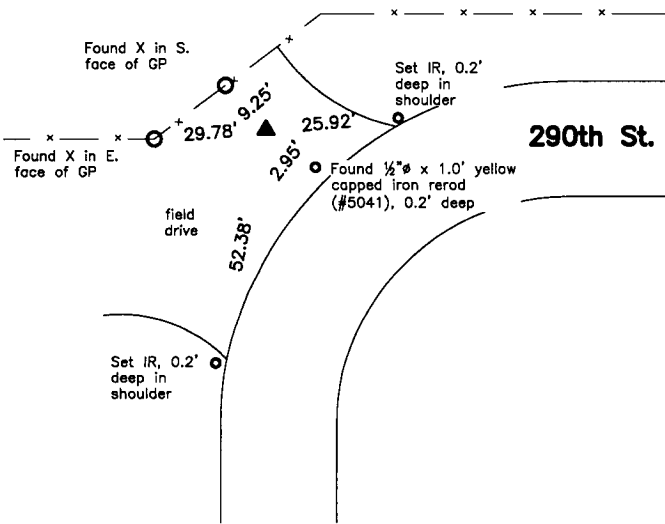 Found X in S.
face of GP
Set IR, 0.2'
deep in
shoulder
9.25'
29.78'
25.92'
290th St.
Found X in E.
face of GP
2.95'
Found ½"ø x 1.0' yellow
capped iron rerod
(#5041), 0.2' deep
field
drive
52.38'
Set IR, 0.2'
deep in
shoulder